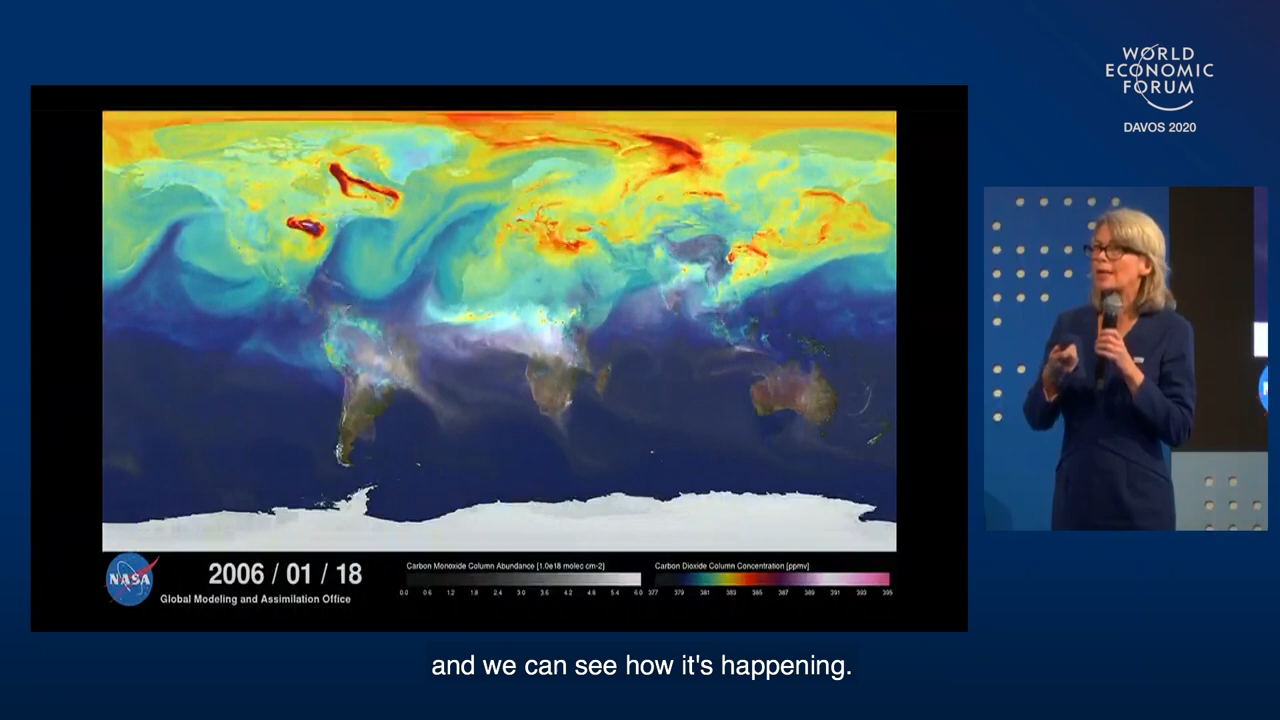 WORLD
ECONOMIC
FORUM
DAVOS 2020
NASA
2006 / 01 / 18
Global Modeling and Assimilation Office
Carbon Monoxide Column Abundance [1.0e18 molec cm-2]
0.0 0.6 1.2 1.8 2.4 3.0 3.6 4.2 4.8 5.4 6.0
Carbon Dioxide Column Concentration [ppmv]
377 379 381 383 385 387 389 391 393 395
and we can see how it's happening.